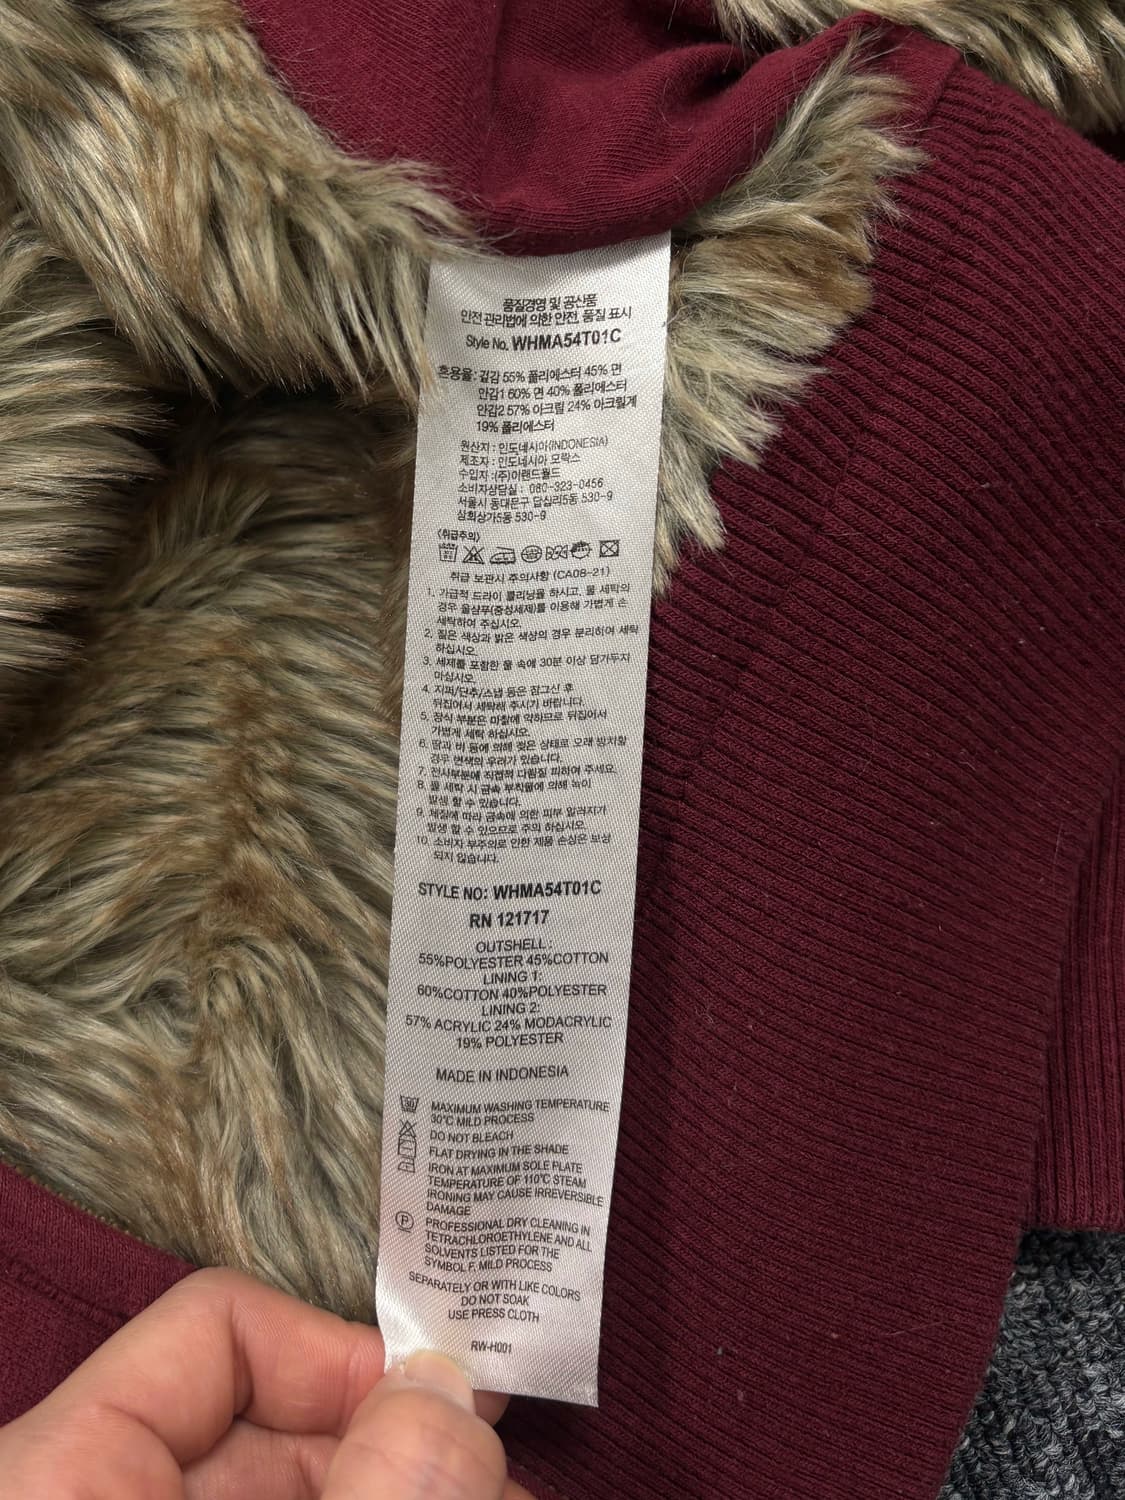 품질경영 및 공산품
안전 관리법에 의한 안전, 품질 표시
Style No. WHMA54T01C
혼용율: 겉감 55% 폴리에스터 45% 면
안감1 60% 면 40% 폴리에스터
안감2 57% 아크릴 24% 아크릴계
19% 폴리에스터
원산지 : 인도네시아(INDONESIA)
제조자 : 인도네시아 모락스
수입자 :(주)이랜드월드
소비자상담실 : 080-323-0456
서울시 동대문구 답십리5동 530-9
삼희상가5동 530-9
<취급주의>
취급 보관시 주의사항 (CA08-21)
1. 가급적 드라이 클리닝을 하시고, 물 세탁의
경우 울샴푸(중성세제)를 이용해 가볍게 손
세탁하여 주십시오.
2. 짙은 색상과 밝은 색상의 경우 분리하여 세탁
하십시오.
3. 세제를 포함한 물 속에 30분 이상 담가두지
마십시오.
4. 지퍼/단추/스냅 등은 잠그신 후
뒤집어서 세탁해 주시기 바랍니다.
5. 장식 부분은 마찰에 약하므로 뒤집어서
가볍게 세탁 하십시오.
6. 땀과 비 등에 의해 젖은 상태로 오래 방치할
경우 변색의 우려가 있습니다.
7. 전사부분에 직접적 다림질 피하여 주세요.
8. 물 세탁 시 금속 부착물에 의해 녹이
발생 할 수 있습니다.
9. 체질에 따라 금속에 의한 피부 알러지가
발생 할 수 있으므로 주의 하십시오.
10. 소비자 부주의로 인한 제품 손상은 보상
되지 않습니다.
STYLE NO: WHMA54T01C
RN 121717
OUTSHELL :
55%POLYESTER 45%COTTON
LINING 1:
60%COTTON 40%POLYESTER
LINING 2:
57% ACRYLIC 24% MODACRYLIC
19% POLYESTER
MADE IN INDONESIA
30 MAXIMUM WASHING TEMPERATURE
30°C MILD PROCESS
DO NOT BLEACH
FLAT DRYING IN THE SHADE
IRON AT MAXIMUM SOLE PLATE
TEMPERATURE OF 110°C STEAM
IRONING MAY CAUSE IRREVERSIBLE
DAMAGE
P PROFESSIONAL DRY CLEANING IN
TETRACHLOROETHYLENE AND ALL
SOLVENTS LISTED FOR THE
SYMBOL F. MILD PROCESS
SEPARATELY OR WITH LIKE COLORS
DO NOT SOAK
USE PRESS CLOTH
RW-H001